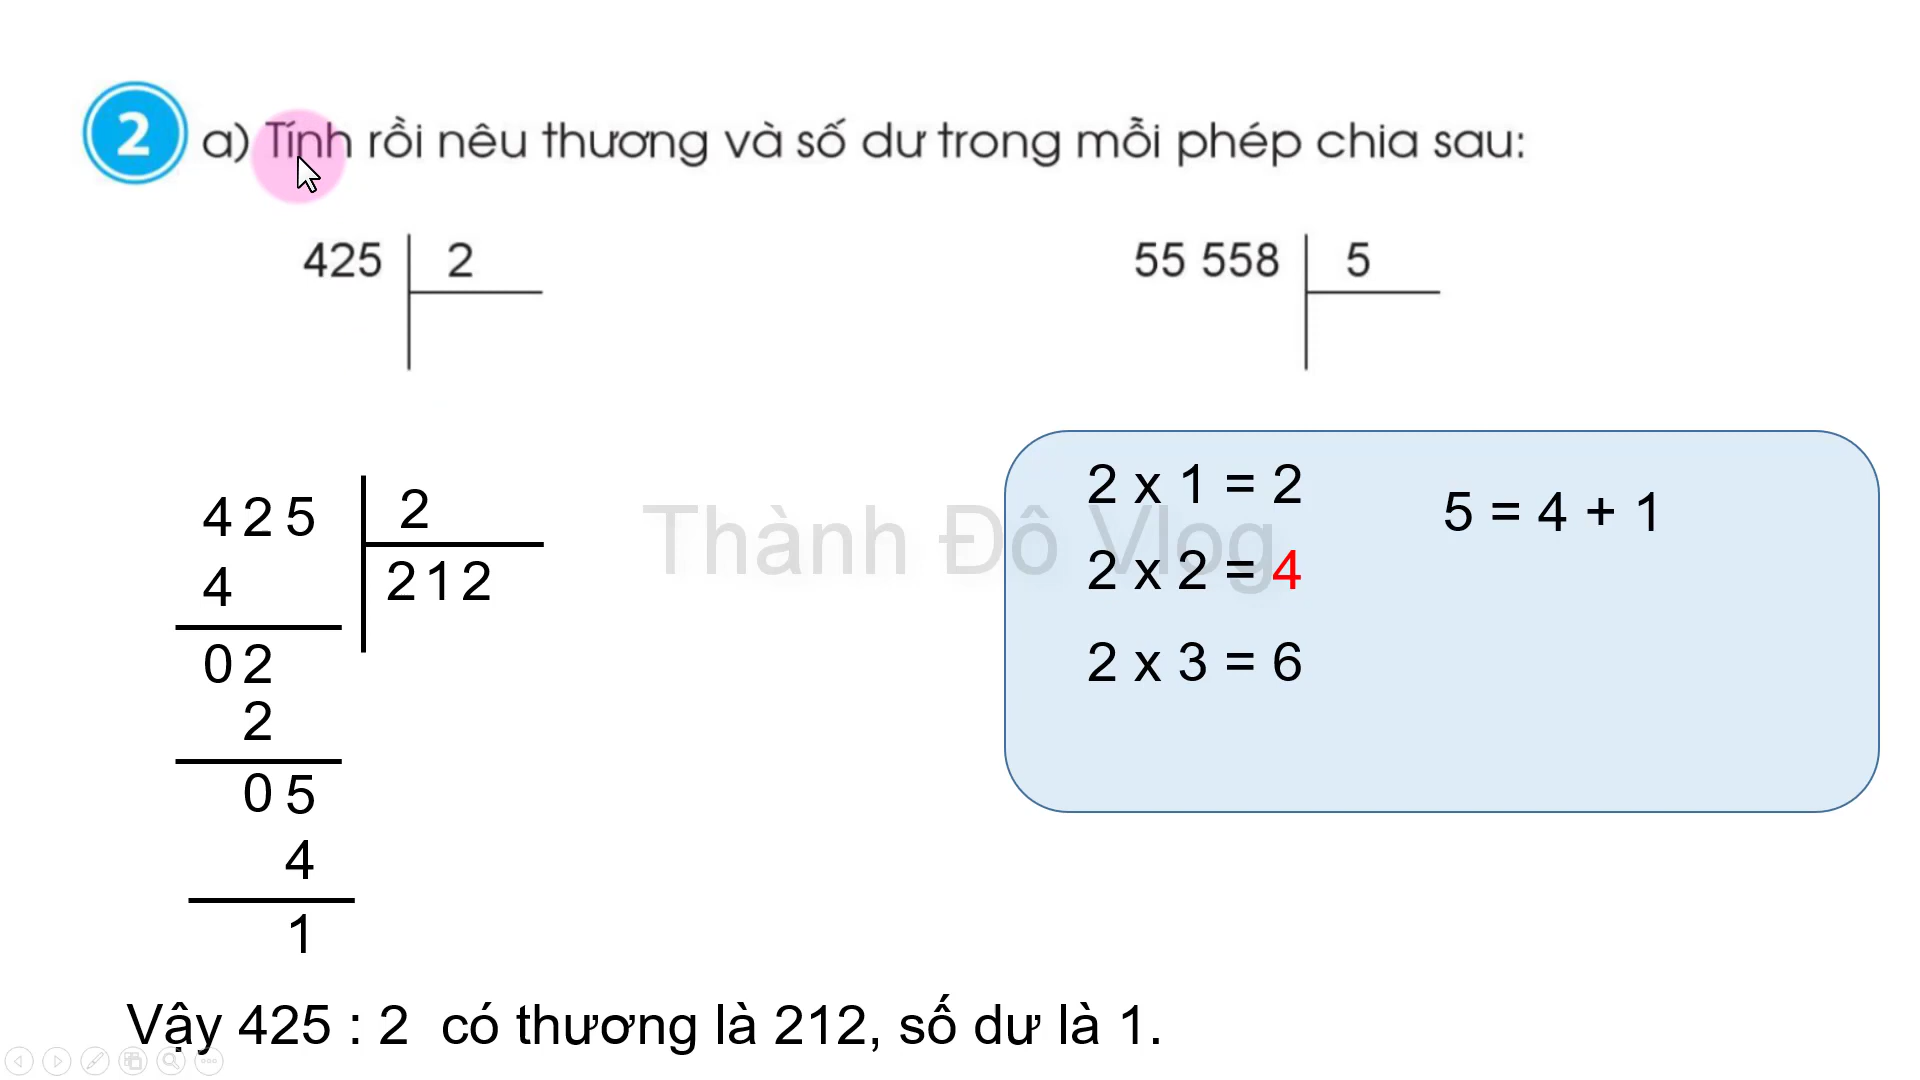 2 a) Tính rồi nêu thương và số dư trong mỗi phép chia sau:
425 2
55 558 5
425 2
4 212
02
2
05
4
1
Thành Đô Vlog
2 x 1 = 2
5 = 4 + 1
2 x 2 = 4
2 x 3 = 6
Vậy 425 : 2 có thương là 212, số dư là 1.